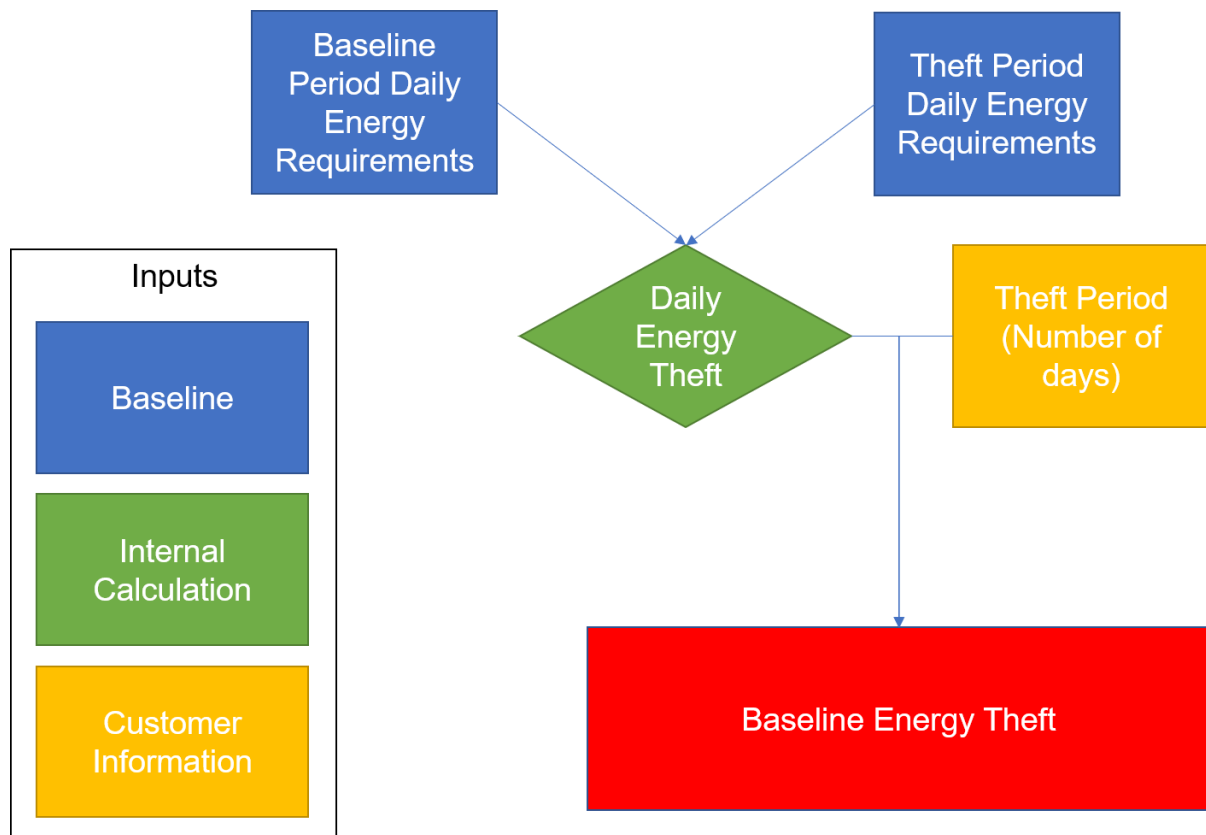 Baseline
Period Daily
Energy
Requirements
Theft Period
Daily Energy
Requirements
Inputs
Baseline
Internal
Calculation
Customer
Information
Daily
Energy
Theft
Theft Period
(Number of
days)
Baseline Energy Theft